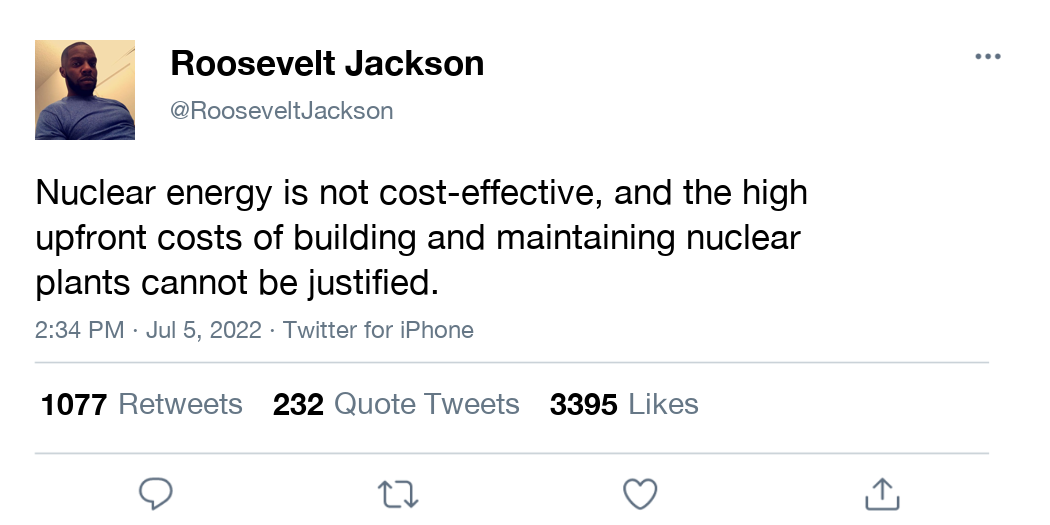 Roosevelt Jackson
@RooseveltJackson
Nuclear energy is not cost-effective, and the high
upfront costs of building and maintaining nuclear
plants cannot be justified.
2:34 PM · Jul 5, 2022 · Twitter for iPhone
1077 Retweets 232 Quote Tweets 3395 Likes